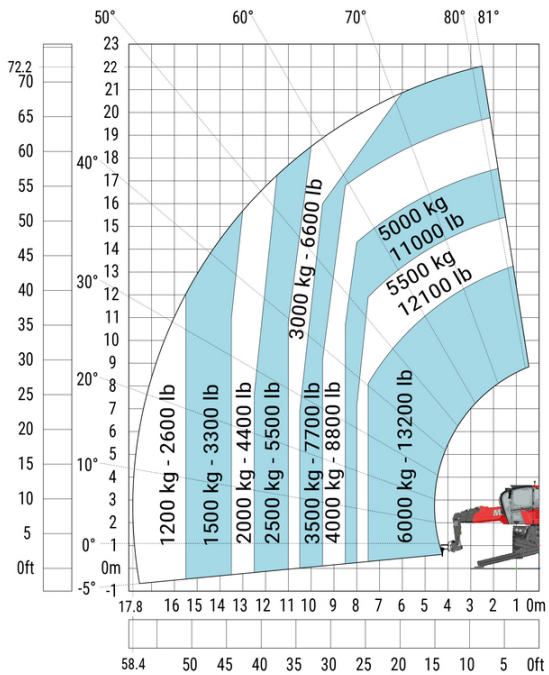 50° 60° 70° 80° 81°
23
72.2 22
70 21
20
65 19
40° 18
60
17
55 16
15
50 14
45 13
30° 12
40
11
35 10
30 9
20° 8
25
7
20 6
5
15
10° 4
10 3
2
5
0° 1
0ft 0m
-5° -1
1200 kg - 2600 lb
1500 kg - 3300 lb
2000 kg - 4400 lb
2500 kg - 5500 lb
3000 kg - 6600 lb
3500 kg - 7700 lb
4000 kg - 8800 lb
5000 kg
11000 lb
5500 kg
12100 lb
6000 kg - 13200 lb
17.8 16 15 14 13 12 11 10 9 8 7 6 5 4 3 2 1 0m
58.4 50 45 40 35 30 25 20 15 10 5 0ft